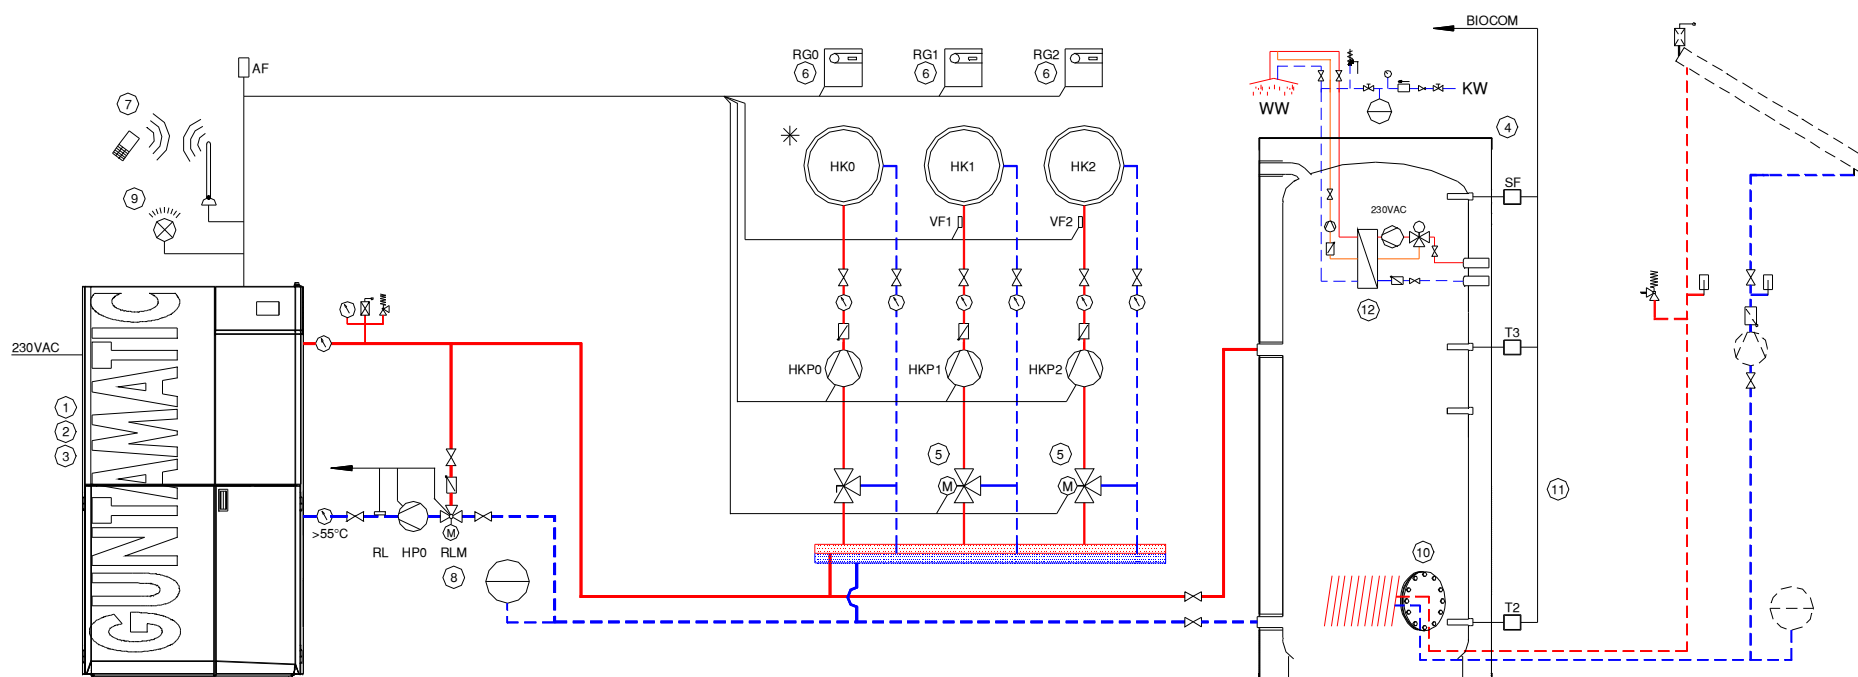 BIOCOM
RG0
RG1
RG2
6
6
6
AF
7
9
WW
KW
4
HK0
HK1
HK2
SF
VF1
VF2
230VAC
12
GUNTAMATIC
230VAC
1
2
3
HKP0
HKP1
HKP2
T3
5
5
M
M
11
>55°C
RL
HP0
RLM
M
8
10
T2